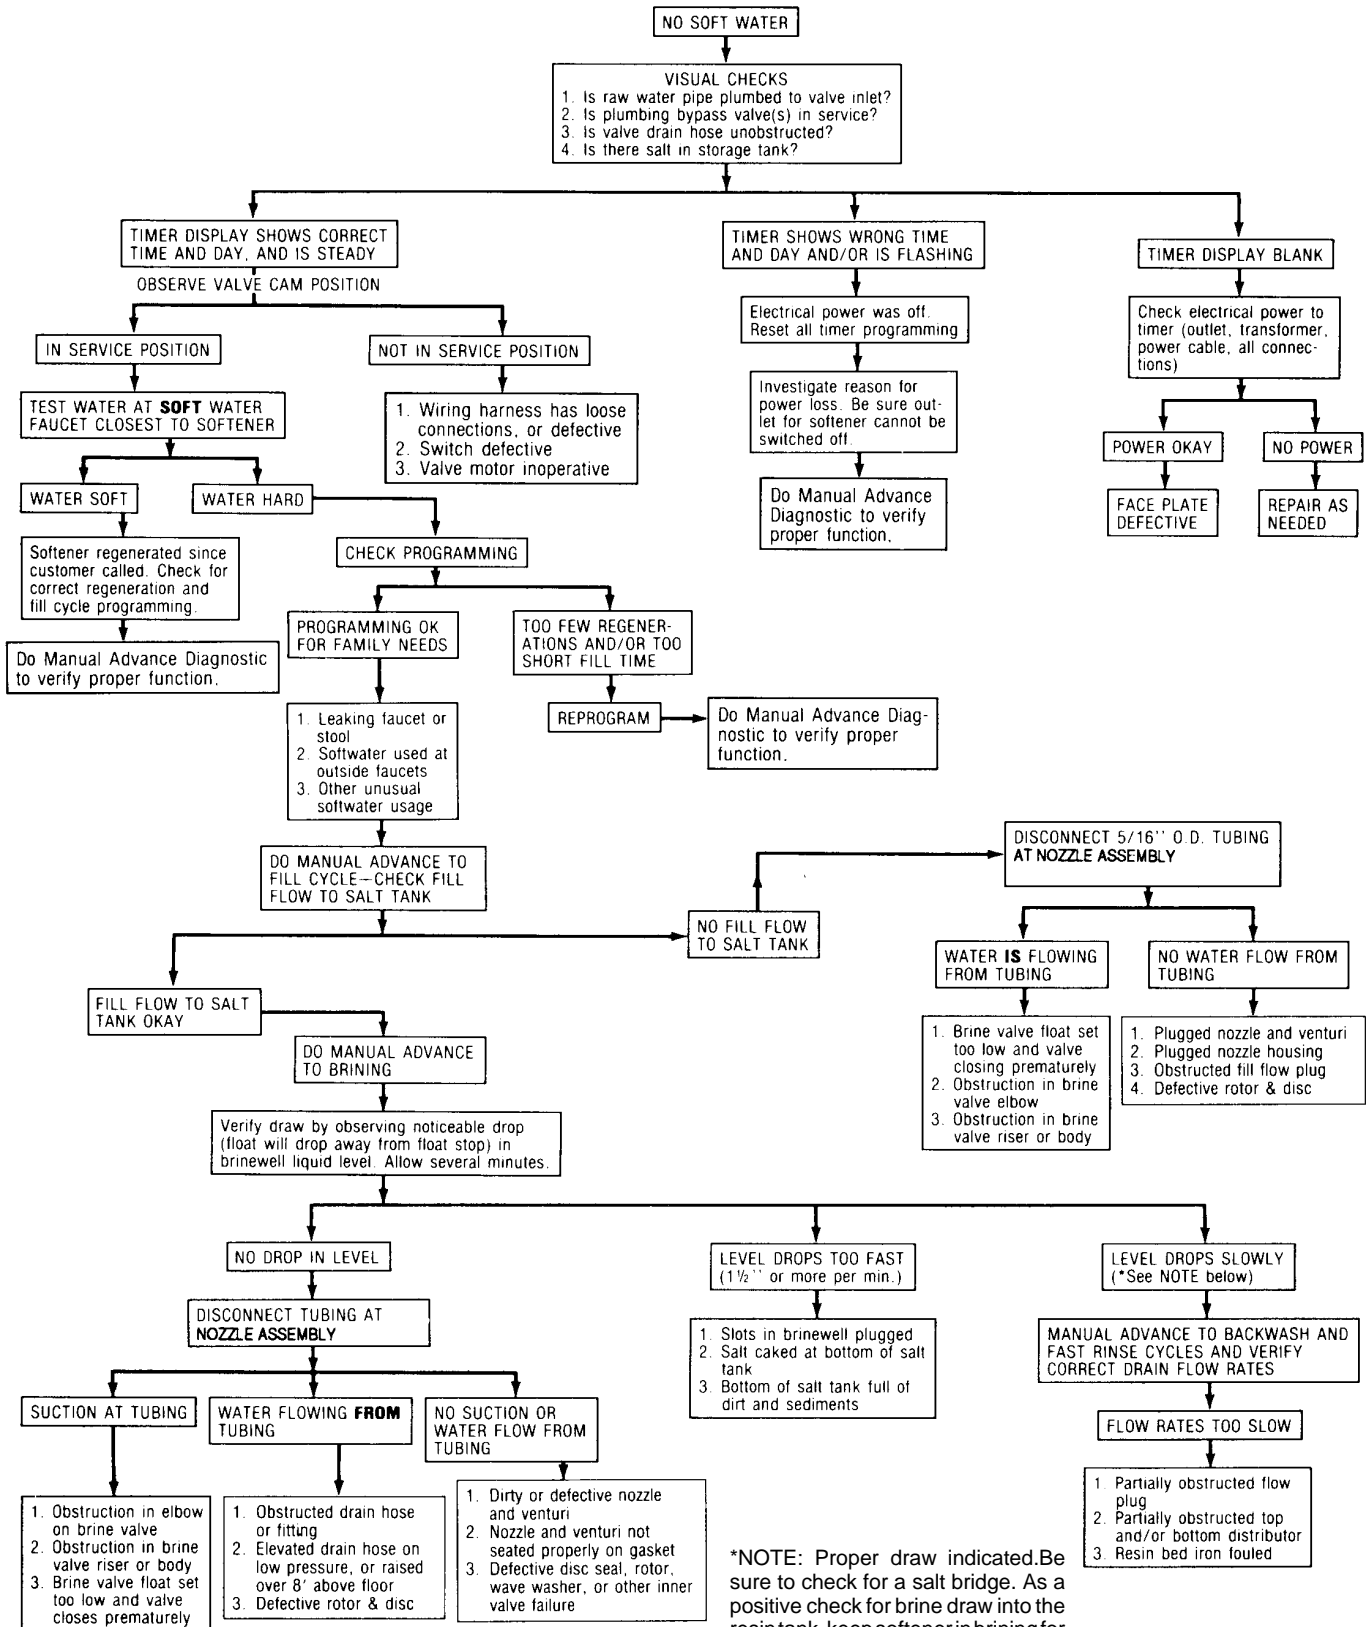 NO SOFT WATER
VISUAL CHECKS
1. Is raw water pipe plumbed to valve inlet?
2. Is plumbing bypass valve(s) in service?
3. Is valve drain hose unobstructed?
4. Is there salt in storage tank?
TIMER DISPLAY SHOWS CORRECT
TIME AND DAY, AND IS STEADY
OBSERVE VALVE CAM POSITION
TIMER SHOWS WRONG TIME
AND DAY AND/OR IS FLASHING
TIMER DISPLAY BLANK
Electrical power was off.
Reset all timer programming
Check electrical power to
timer (outlet, transformer,
power cable, all connec-
tions)
IN SERVICE POSITION
NOT IN SERVICE POSITION
Investigate reason for
power loss. Be sure out-
let for softener cannot be
switched off.
TEST WATER AT SOFT WATER
FAUCET CLOSEST TO SOFTENER
1. Wiring harness has loose
connections, or defective
2. Switch defective
3. Valve motor inoperative
POWER OKAY
NO POWER
WATER SOFT
WATER HARD
Do Manual Advance
Diagnostic to verify
proper function.
FACE PLATE
DEFECTIVE
REPAIR AS
NEEDED
Softener regenerated since
customer called. Check for
correct regeneration and
fill cycle programming.
CHECK PROGRAMMING
Do Manual Advance Diagnostic
to verify proper function.
PROGRAMMING OK
FOR FAMILY NEEDS
TOO FEW REGENER-
ATIONS AND/OR TOO
SHORT FILL TIME
1. Leaking faucet or
stool
2. Softwater used at
outside faucets
3. Other unusual
softwater usage
REPROGRAM
Do Manual Advance Diag-
nostic to verify proper
function.
DO MANUAL ADVANCE TO
FILL CYCLE—CHECK FILL
FLOW TO SALT TANK
DISCONNECT 5/16'' O.D. TUBING
AT NOZZLE ASSEMBLY
NO FILL FLOW
TO SALT TANK
WATER IS FLOWING
FROM TUBING
NO WATER FLOW FROM
TUBING
FILL FLOW TO SALT
TANK OKAY
1. Brine valve float set
too low and valve
closing prematurely
2. Obstruction in brine
valve elbow
3. Obstruction in brine
valve riser or body
1. Plugged nozzle and venturi
2. Plugged nozzle housing
3. Obstructed fill flow plug
4. Defective rotor & disc
DO MANUAL ADVANCE
TO BRINING
Verify draw by observing noticeable drop
(float will drop away from float stop) in
brinewell liquid level. Allow several minutes.
NO DROP IN LEVEL
LEVEL DROPS TOO FAST
(1½'' or more per min.)
LEVEL DROPS SLOWLY
(*See NOTE below)
DISCONNECT TUBING AT
NOZZLE ASSEMBLY
1. Slots in brinewell plugged
2. Salt caked at bottom of salt
tank
3. Bottom of salt tank full of
dirt and sediments
MANUAL ADVANCE TO BACKWASH AND
FAST RINSE CYCLES AND VERIFY
CORRECT DRAIN FLOW RATES
SUCTION AT TUBING
WATER FLOWING FROM
TUBING
NO SUCTION OR
WATER FLOW FROM
TUBING
FLOW RATES TOO SLOW
1. Obstruction in elbow
on brine valve
2. Obstruction in brine
valve riser or body
3. Brine valve float set
too low and valve
closes prematurely
1. Obstructed drain hose
or fitting
2. Elevated drain hose on
low pressure, or raised
over 8' above floor
3. Defective rotor & disc
1. Dirty or defective nozzle
and venturi
2. Nozzle and venturi not
seated properly on gasket
3. Defective disc seal, rotor,
wave washer, or other inner
valve failure
1. Partially obstructed flow
plug
2. Partially obstructed top
and/or bottom distributor
3. Resin bed iron fouled
*NOTE: Proper draw indicated.Be
sure to check for a salt bridge. As a
positive check for brine draw into the
resin tank, keep softener in brining for